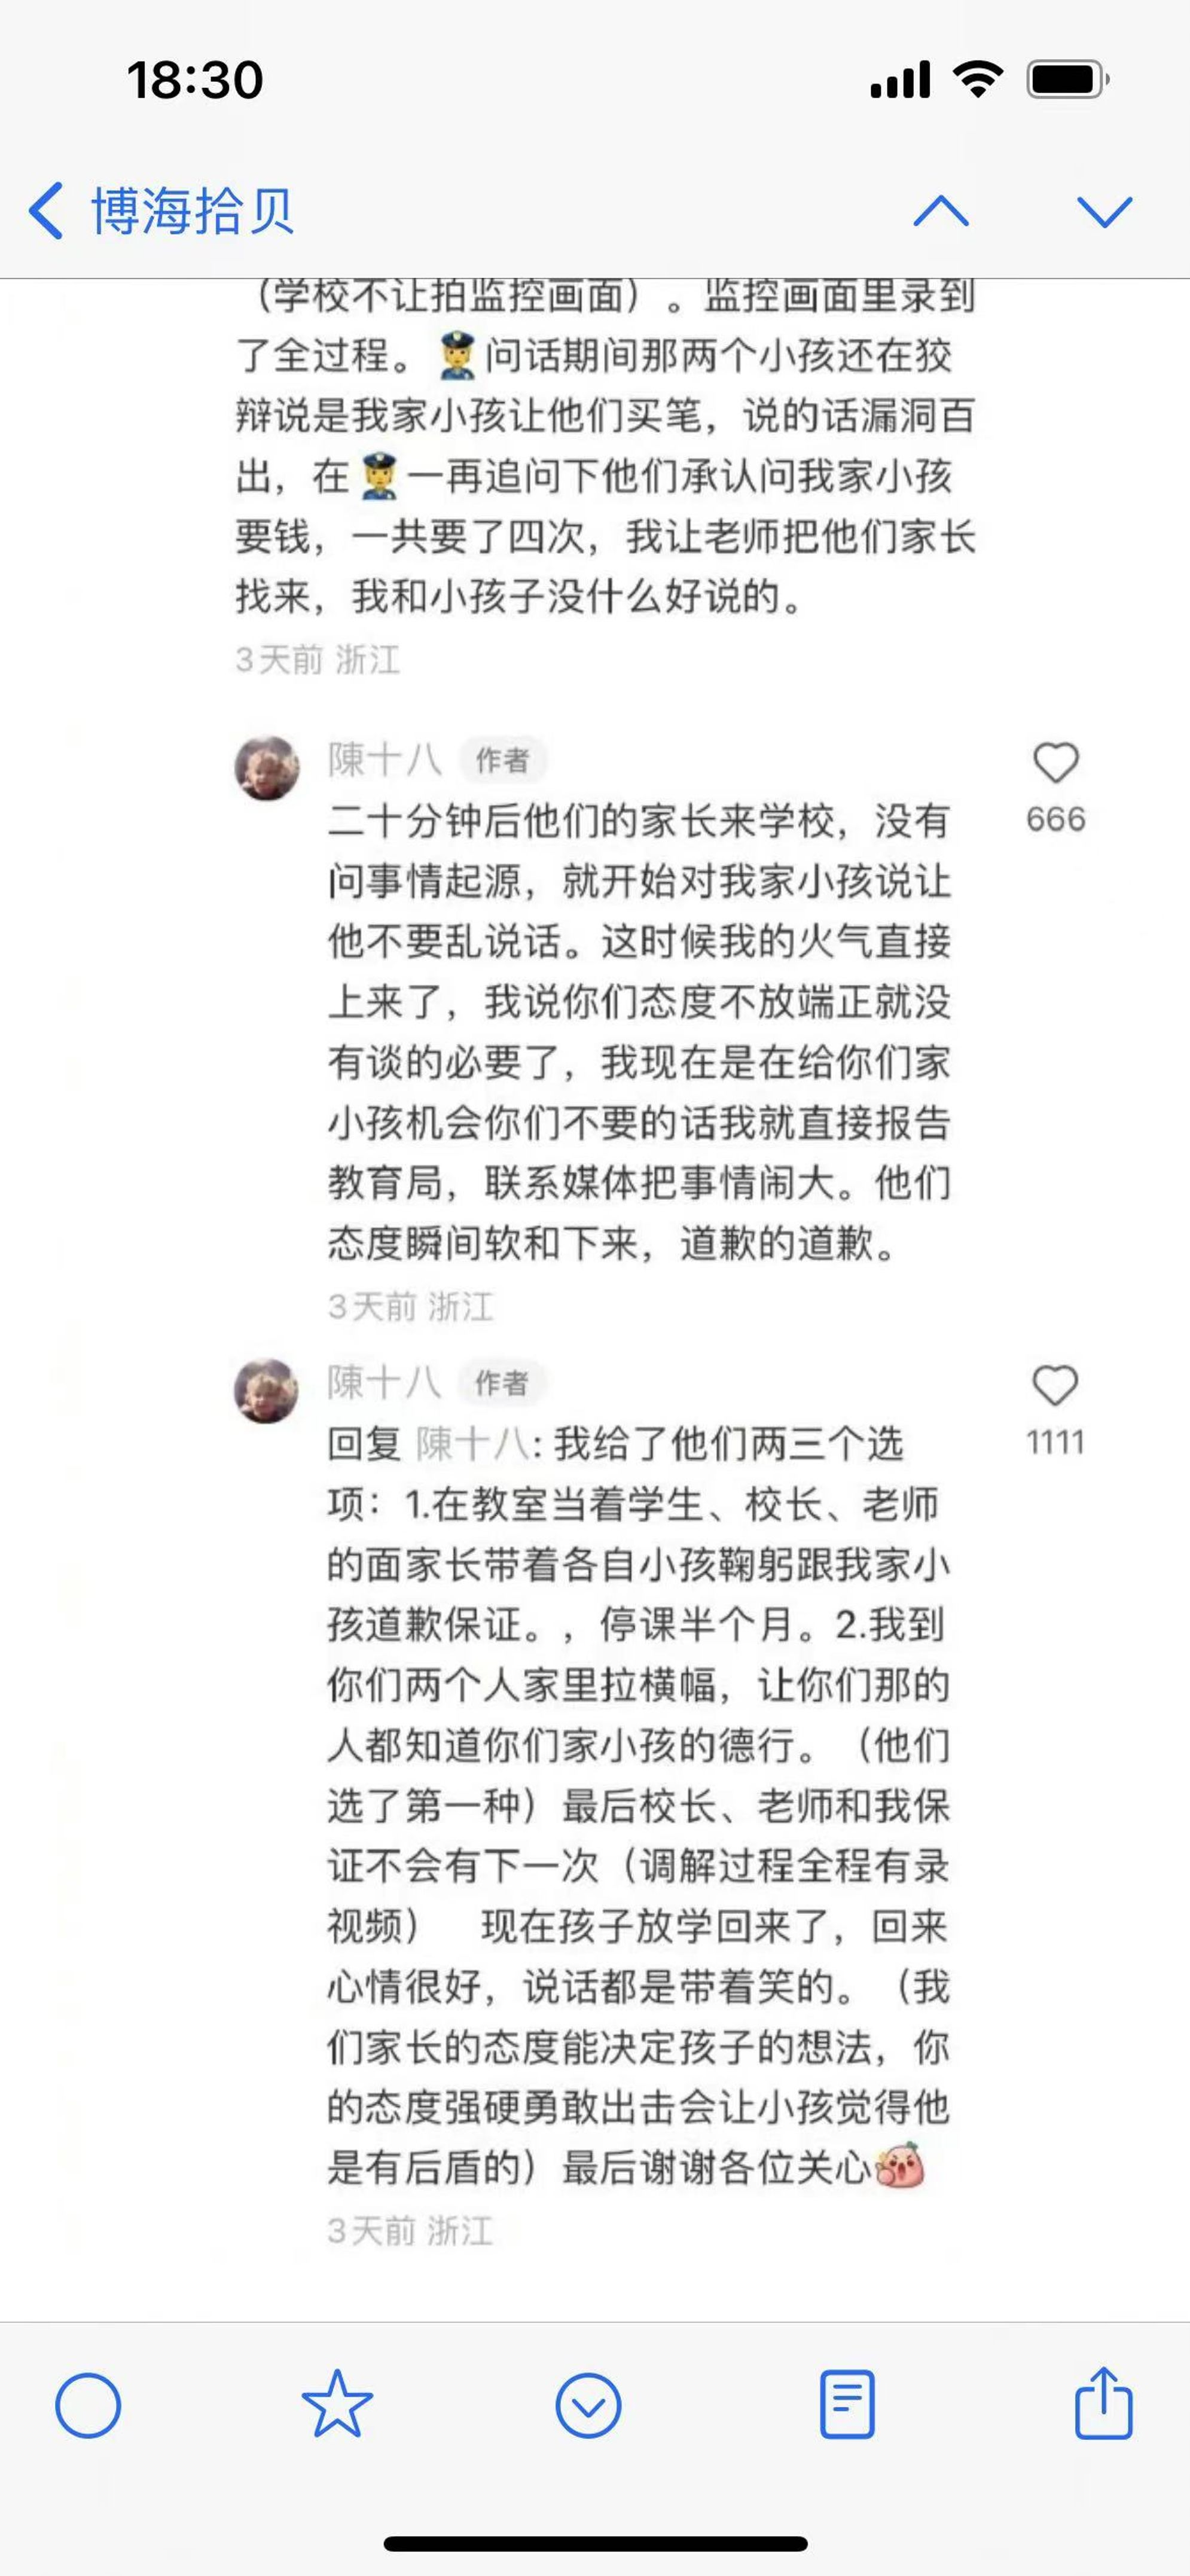 18:30
博海拾贝
（学校不让拍监控画面）。监控画面里录到
了全过程。👮问话期间那两个小孩还在狡
辩说是我家小孩让他们买笔，说的话漏洞百
出，在👮一再追问下他们承认问我家小孩
要钱，一共要了四次，我让老师把他们家长
找来，我和小孩子没什么好说的。
3天前 浙江
陳十八 作者
二十分钟后他们的家长来学校，没有
问事情起源，就开始对我家小孩说让
他不要乱说话。这时候我的火气直接
上来了，我说你们态度不放端正就没
有谈的必要了，我现在是在给你们家
小孩机会你们不要的话我就直接报告
教育局，联系媒体把事情闹大。他们
态度瞬间软和下来，道歉的道歉。
666
3天前 浙江
陳十八 作者
回复 陳十八: 我给了他们两三个选
项：1.在教室当着学生、校长、老师
的面家长带着各自小孩鞠躬跟我家小
孩道歉保证。，停课半个月。2.我到
你们两个人家里拉横幅，让你们那的
人都知道你们家小孩的德行。（他们
选了第一种）最后校长、老师和我保
证不会有下一次（调解过程全程有录
视频） 现在孩子放学回来了，回来
心情很好，说话都是带着笑的。（我
们家长的态度能决定孩子的想法，你
的态度强硬勇敢出击会让小孩觉得他
是有后盾的）最后谢谢各位关心
1111
3天前 浙江